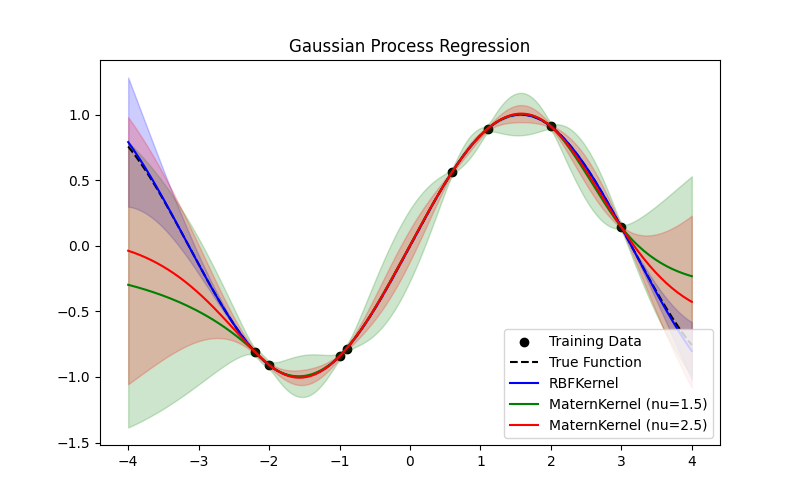 Gaussian Process Regression
1.0
0.5
0.0
−0.5
−1.0
−1.5
−4
−3
−2
−1
0
1
2
3
4
Training Data
True Function
RBFKernel
MaternKernel (nu=1.5)
MaternKernel (nu=2.5)